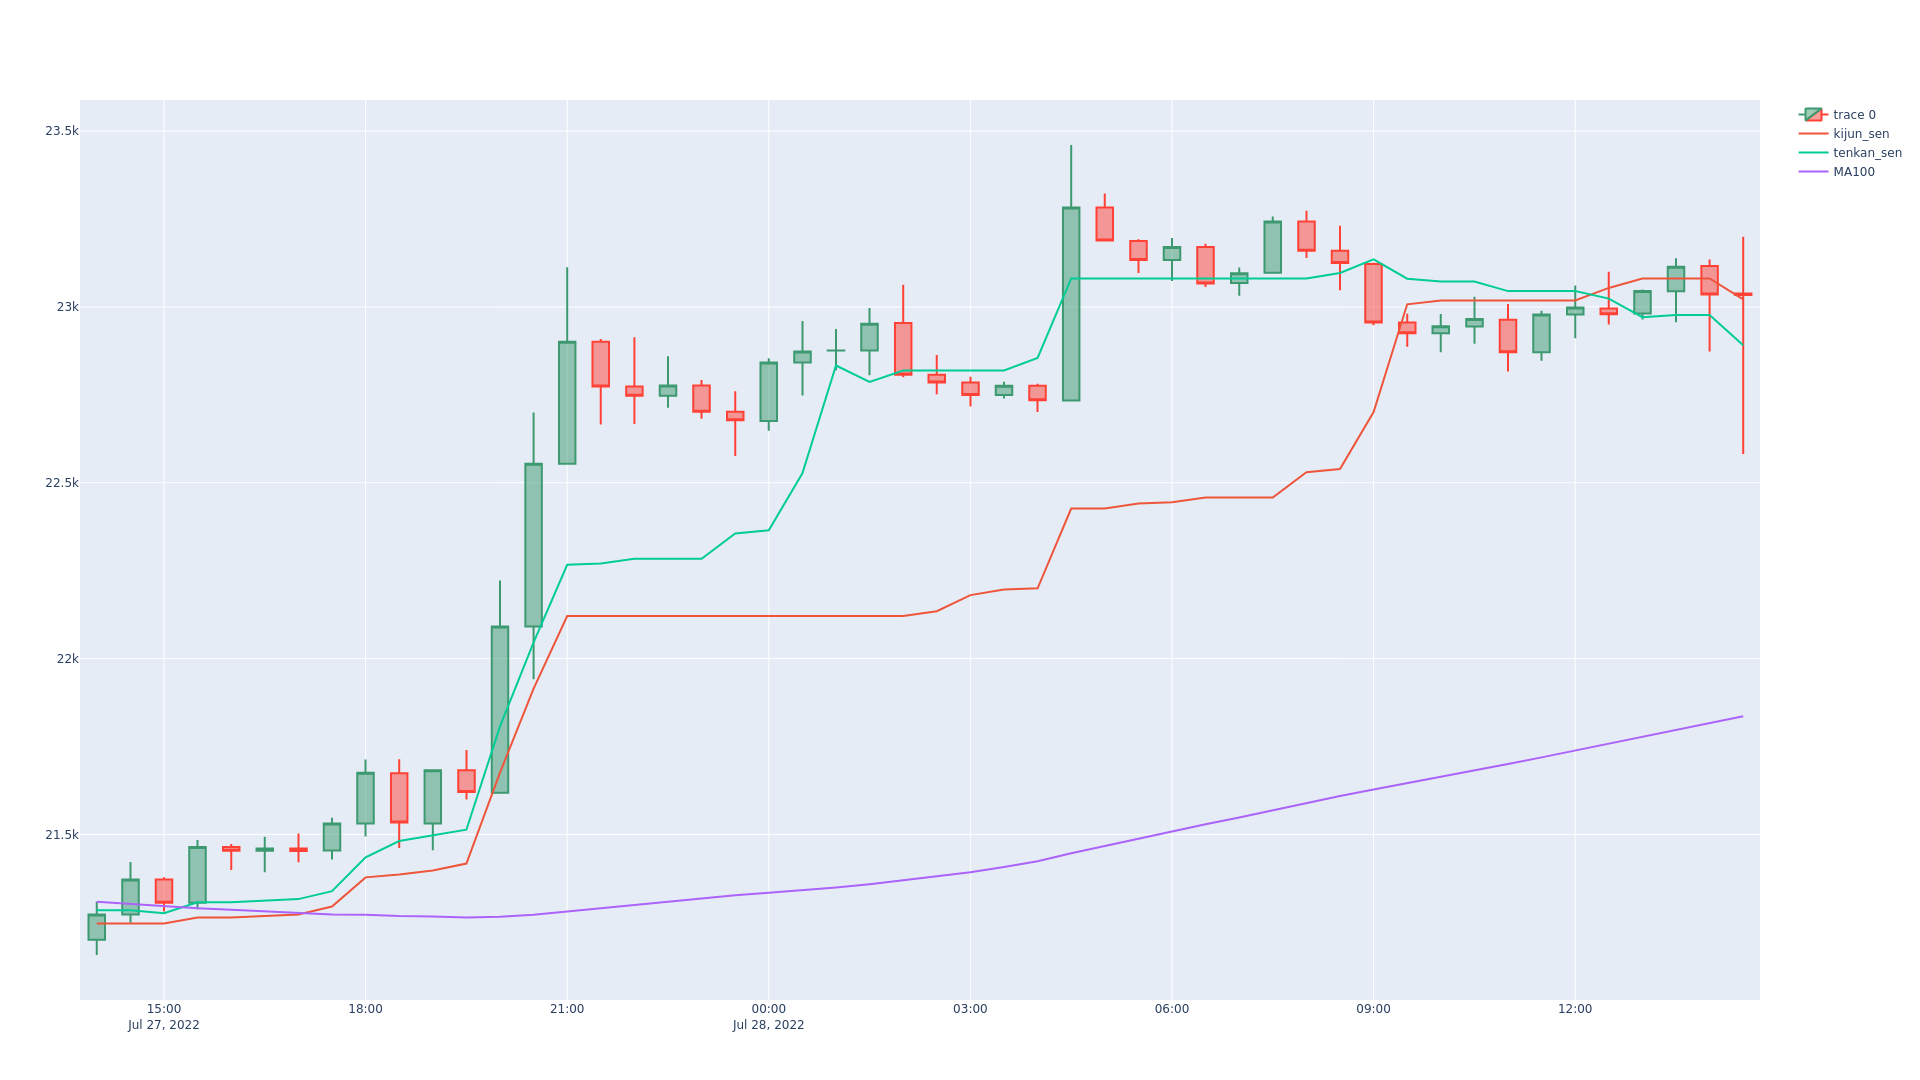 23.5k
23k
22.5k
22k
21.5k
15:00
Jul 27, 2022
18:00
21:00
00:00
Jul 28, 2022
03:00
06:00
09:00
12:00
trace 0
kijun_sen
tenkan_sen
MA100